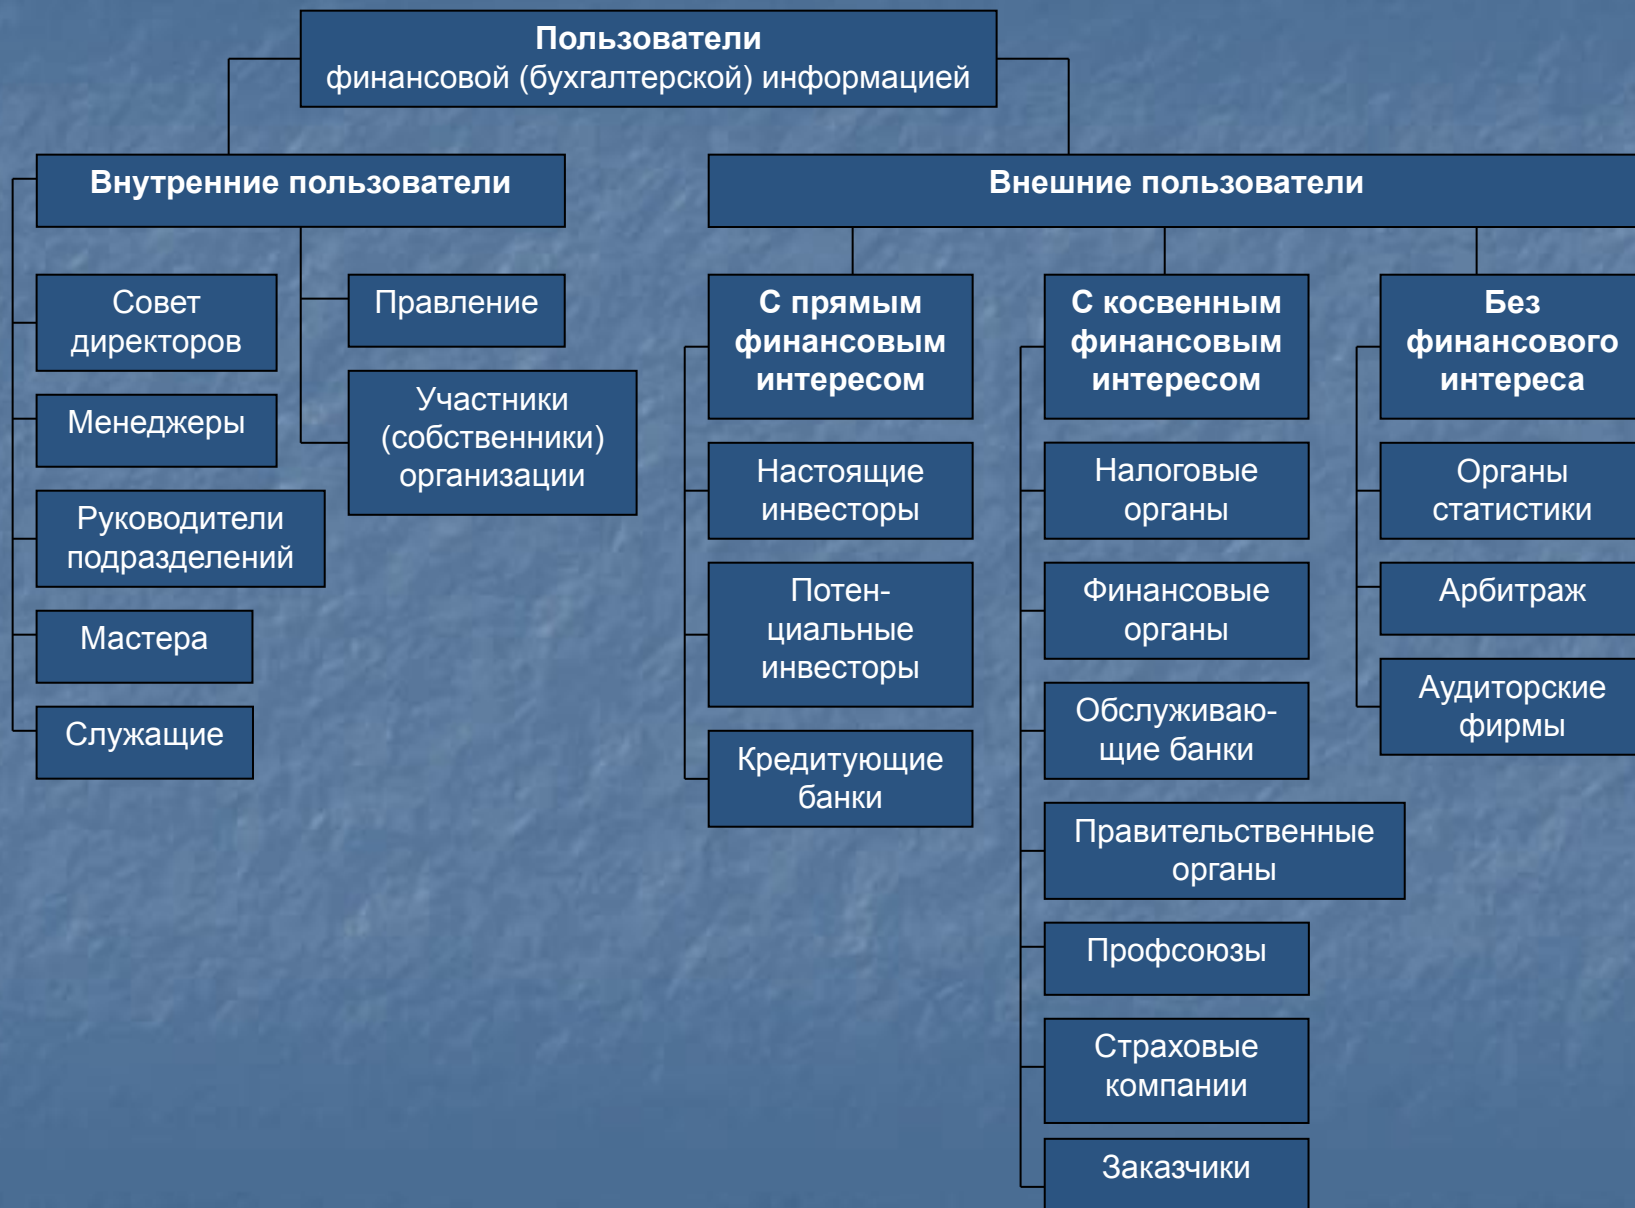 Пользователи
финансовой (бухгалтерской) информацией
Внутренние пользователи
Совет
директоров
Менеджеры
Руководители
подразделений
Мастера
Служащие
Правление
Участники
(собственники)
организации
Внешние пользователи
С прямым
финансовым
интересом
Настоящие
инвесторы
Потен-
циальные
инвесторы
Кредитующие
банки
С косвенным
финансовым
интересом
Налоговые
органы
Финансовые
органы
Обслуживаю-
щие банки
Правительственные
органы
Профсоюзы
Страховые
компании
Заказчики
Без
финансового
интереса
Органы
статистики
Арбитраж
Аудиторские
фирмы